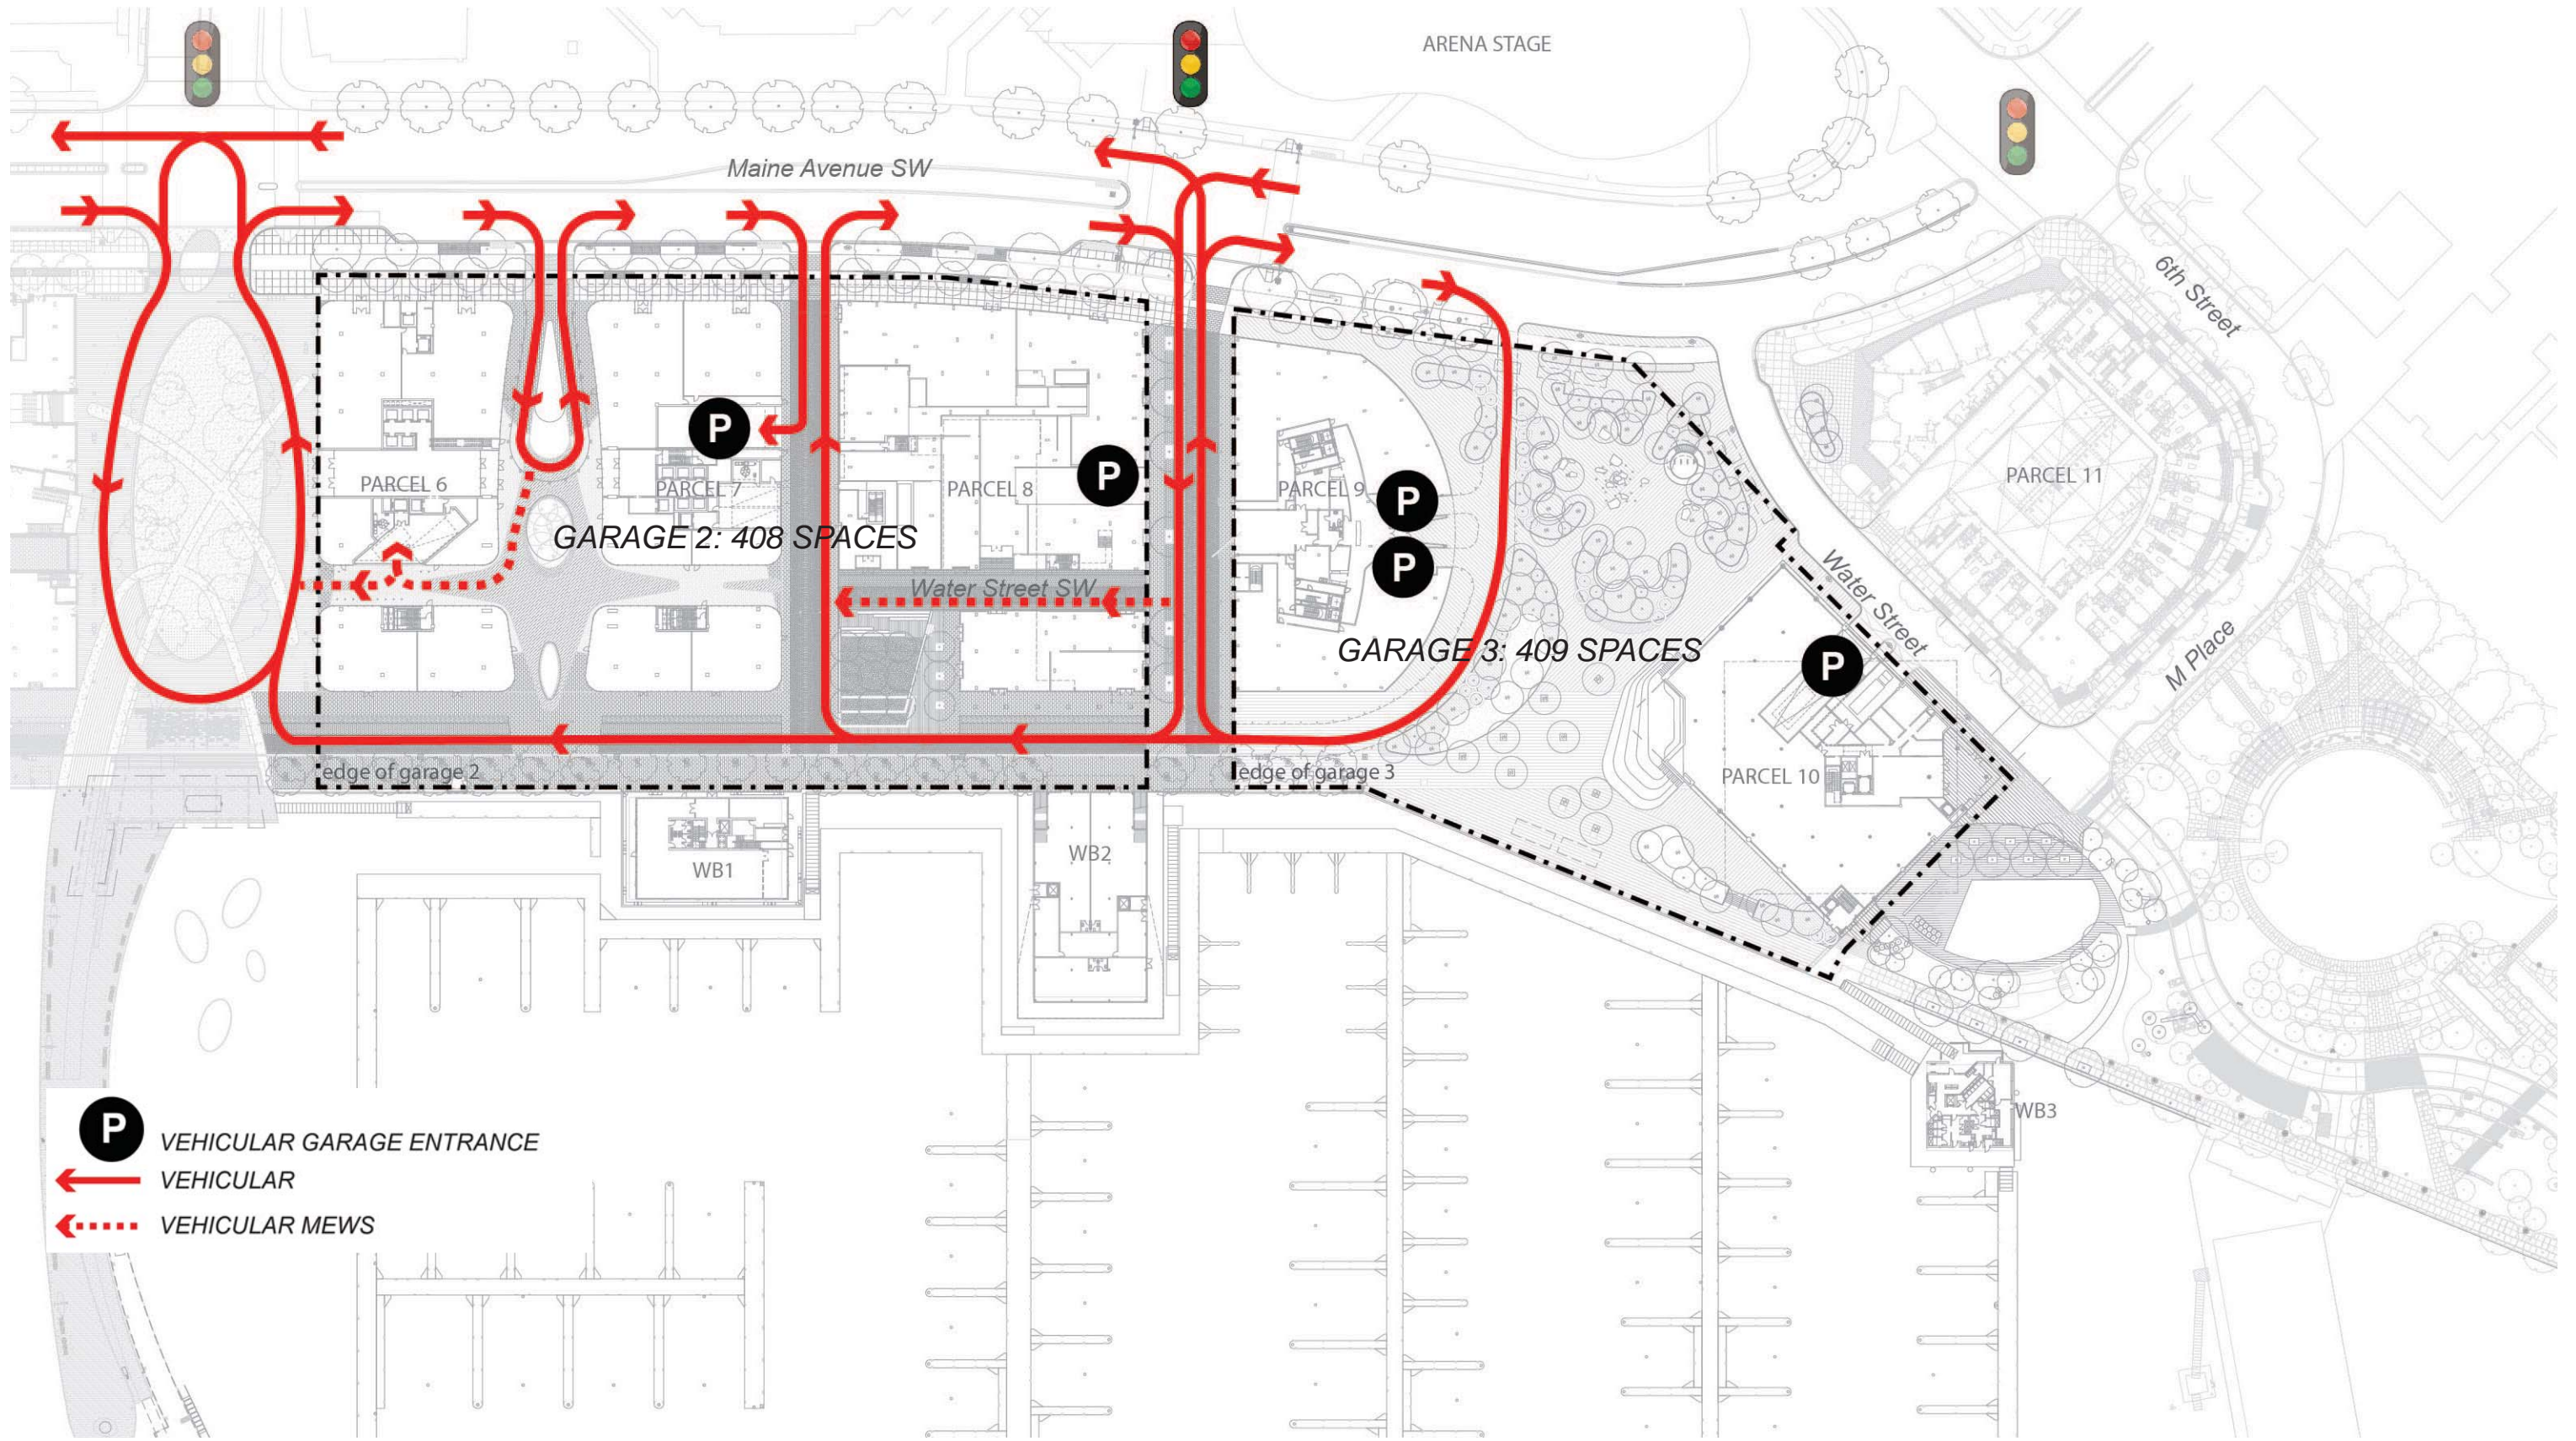 ARENA STAGE
Maine Avenue SW
6th Street
P
P
PARCEL 6
PARCEL 7
PARCEL 8
PARCEL 9
P
PARCEL 11
GARAGE 2: 408 SPACES
P
Water Street SW
Water Street
GARAGE 3: 409 SPACES
P
M Place
edge of garage 2
edge of garage 3
PARCEL 10
WB1
WB2
WB3
P
VEHICULAR GARAGE ENTRANCE
VEHICULAR
VEHICULAR MEWS